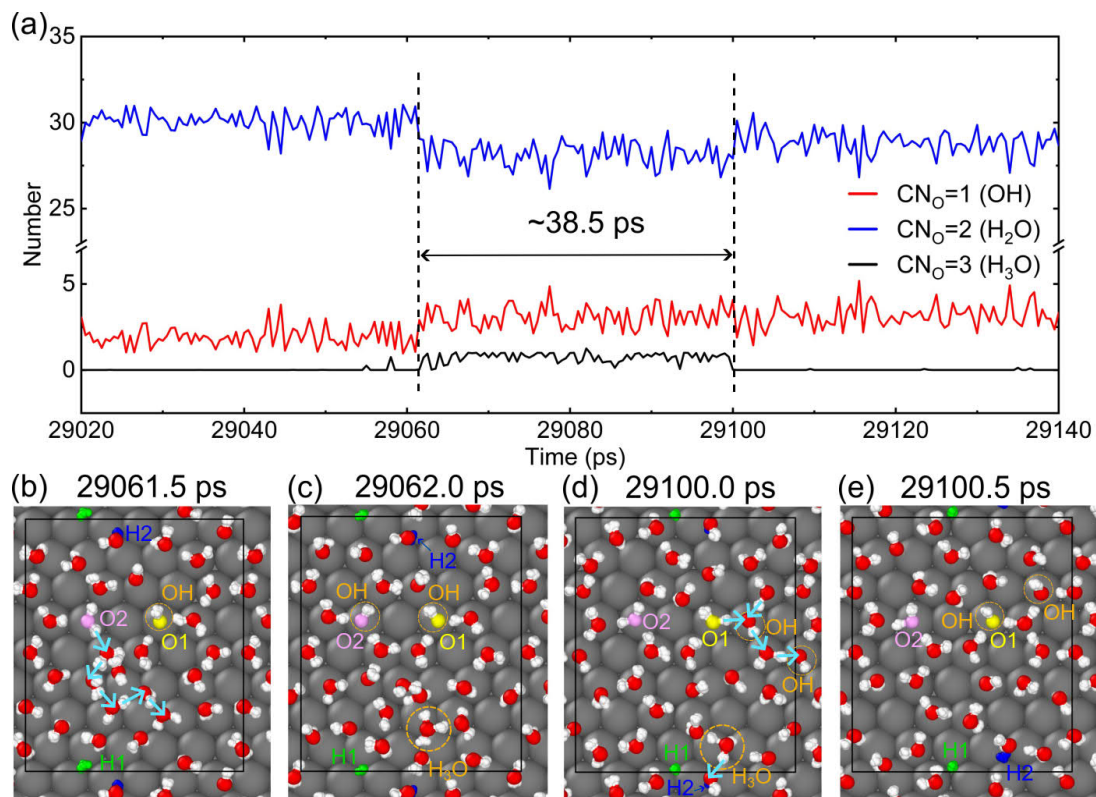 (a)
35
30
25
5
0
Number
~38.5 ps
CNO=1 (OH)
CNO=2 (H2O)
CNO=3 (H3O)
29020 29040 29060 29080 29100 29120 29140
Time (ps)
(b) 29061.5 ps
H2
OH
O2
O1
H1
(c) 29062.0 ps
H2
OH OH
O2 O1
H1 H3O
(d) 29100.0 ps
O2
O1 OH
OH
H1
H3O
H2
(e) 29100.5 ps
OH
OH
O2 O1
H1
H2